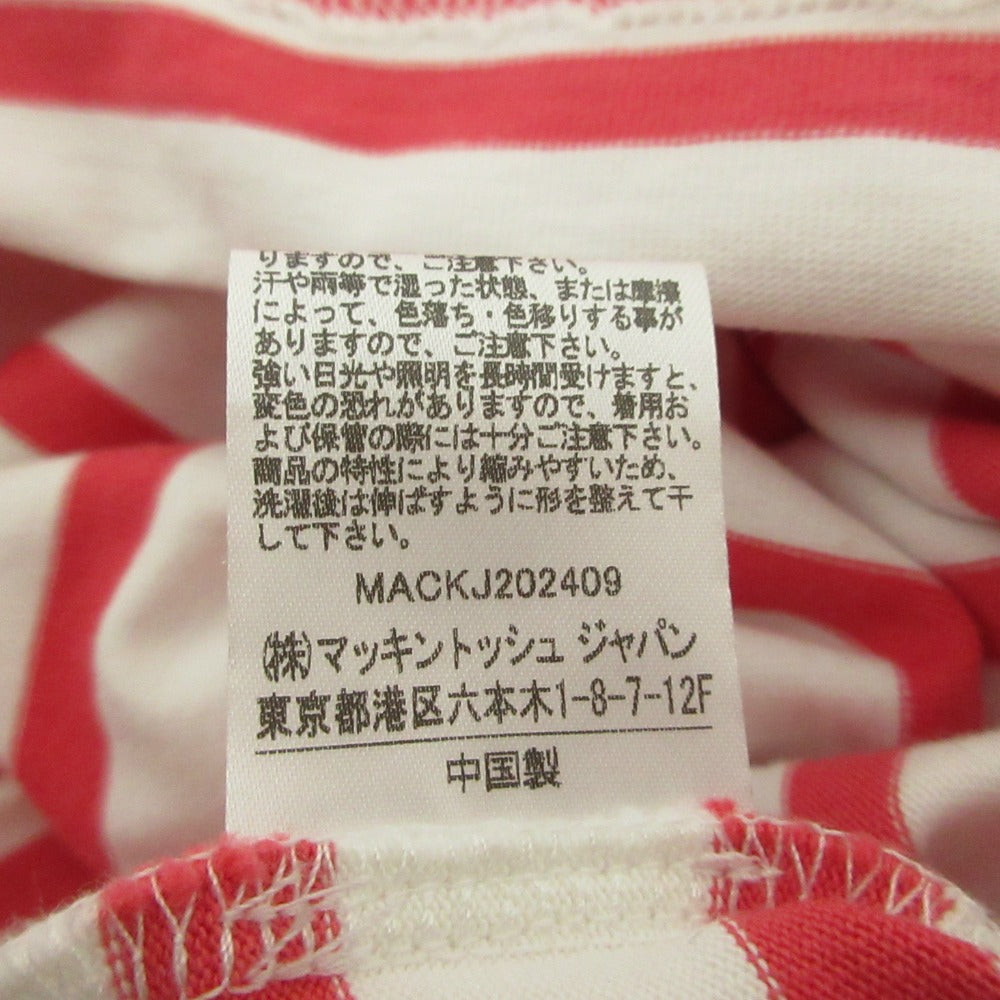 りますので、ご注意下さい。
汗や雨等で湿った状態、または摩擦
によって、色落ち・色移りする事が
ありますので、ご注意下さい。
強い日光や照明を長時間受けますと、
変色の恐れがありますので、着用お
よび保管の際には十分ご注意下さい。
商品の特性により縮みやすいため、
洗濯後は伸ばすように形を整えて干
して下さい。
MACKJ202409
(株)マッキントッシュ ジャパン
東京都港区六本木1-8-7-12F
中国製